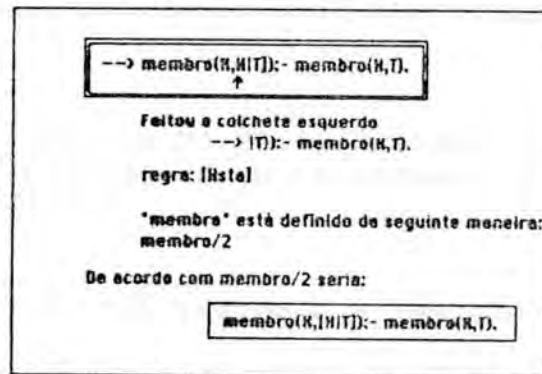 --> membro(X,H|T]):- membro(X,T).
↑
Faltou o colchete esquerdo
--> |T]):- membro(X,T).
regra: [lista]
"membro" está definido da seguinte maneira:
membro/2
De acordo com membro/2 seria:
membro(X,[H|T]):- membro(X,T).